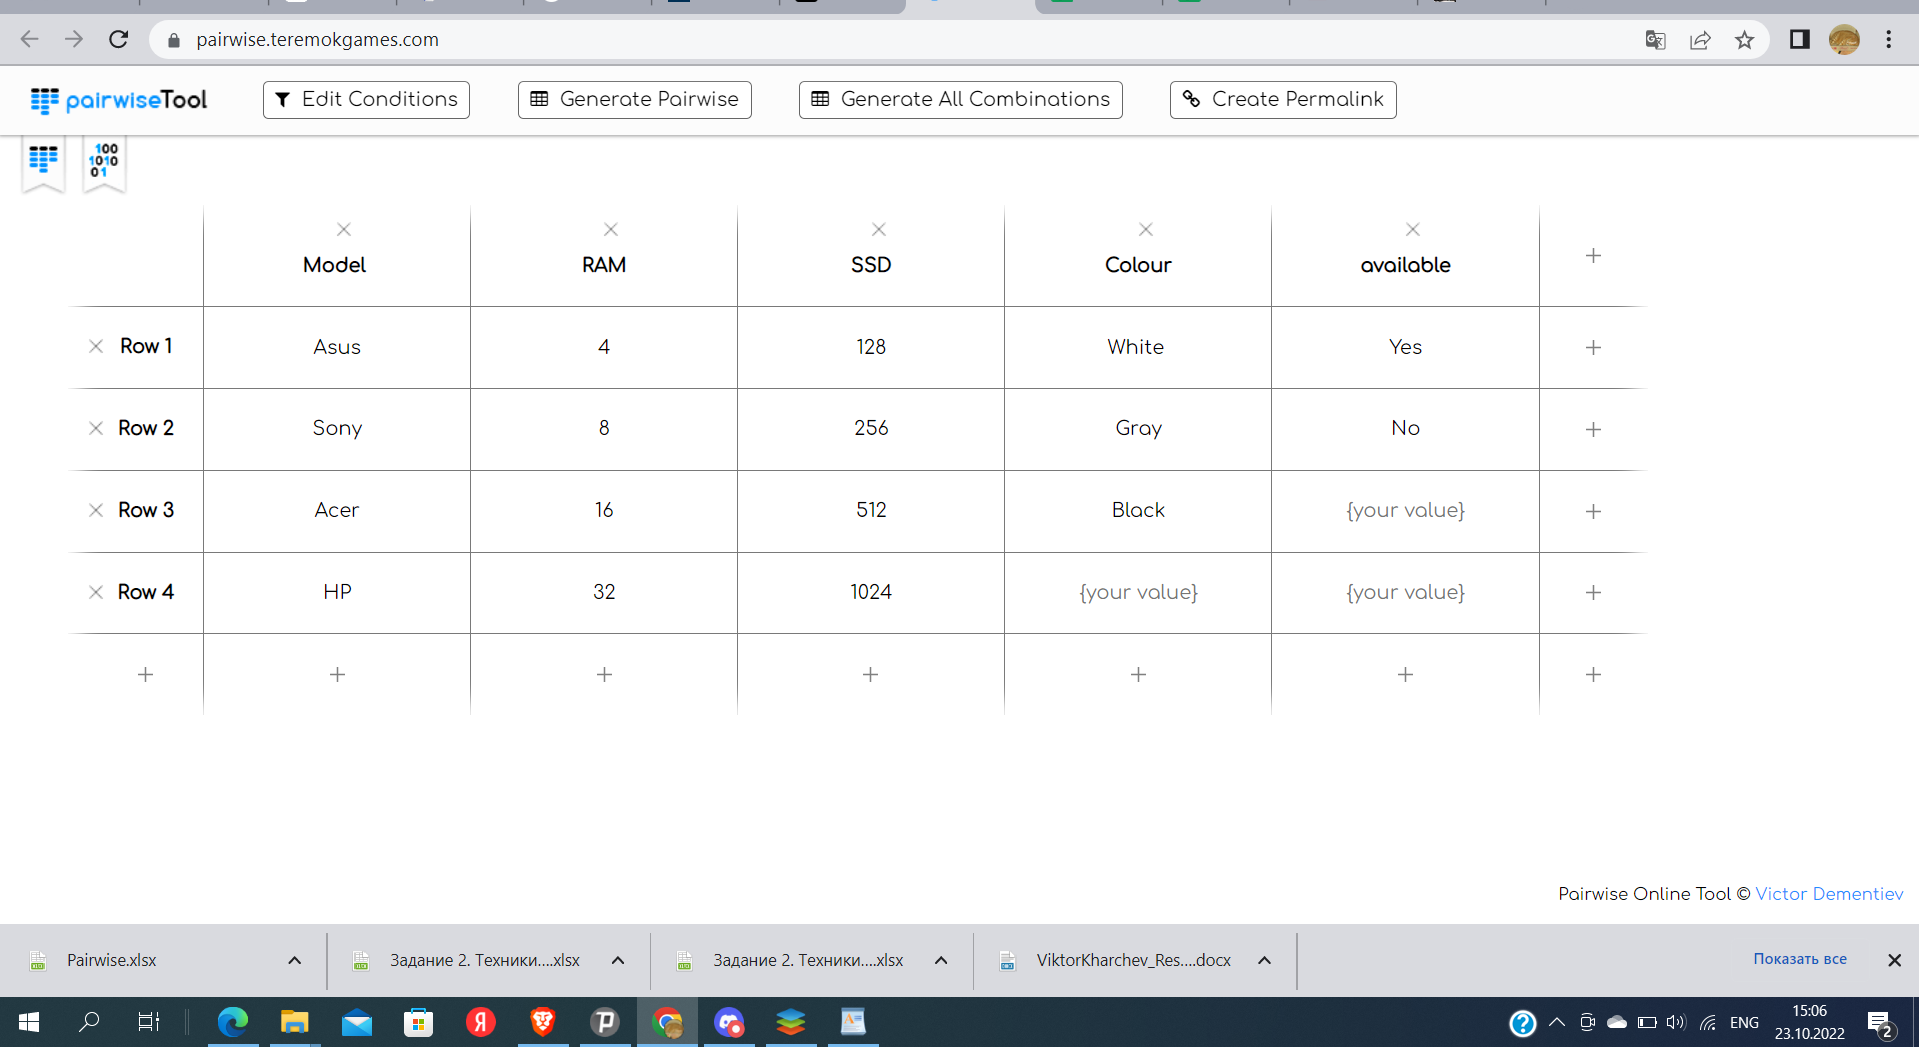 pairwise.teremokgames.com
pairwiseTool
Edit Conditions
Generate Pairwise
Generate All Combinations
Create Permalink
100
1010
01
Model RAM SSD Colour available
Row 1 Asus 4 128 White Yes
Row 2 Sony 8 256 Gray No
Row 3 Acer 16 512 Black {your value}
Row 4 HP 32 1024 {your value} {your value}
Pairwise Online Tool © Victor Dementiev
Pairwise.xlsx
Задание 2. Техники....xlsx
Задание 2. Техники....xlsx
ViktorKharchev_Res....docx
Показать все
ENG
15:06
23.10.2022
2